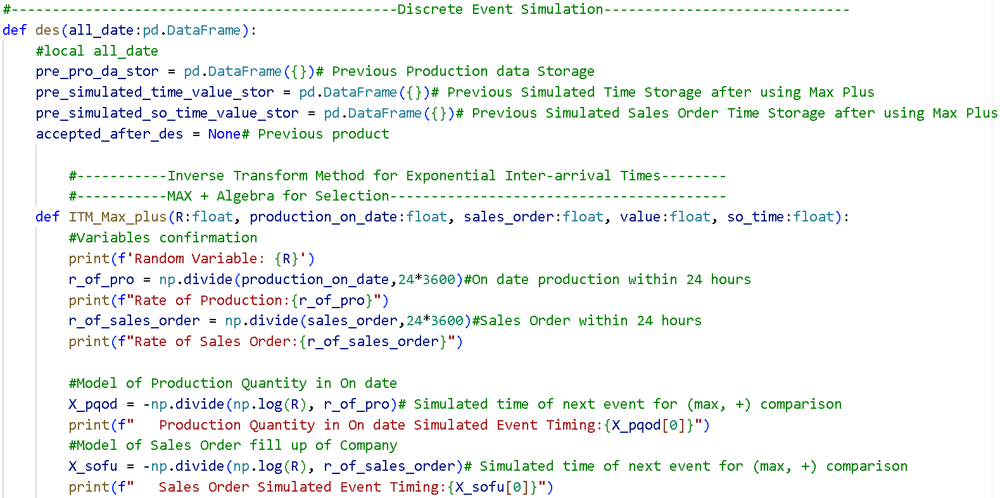 #-----------------------------------------------Discrete Event Simulation------------------------------
def des(all_date:pd.DataFrame):
    #local all_date
    pre_pro_da_stor = pd.DataFrame({})# Previous Production data Storage
    pre_simulated_time_value_stor = pd.DataFrame({})# Previous Simulated Time Storage after using Max Plus
    pre_simulated_so_time_value_stor = pd.DataFrame({})# Previous Simulated Sales Order Time Storage after using Max Plus
    accepted_after_des = None# Previous product
        #-----------Inverse Transform Method for Exponential Inter-arrival Times--------
        #-----------MAX + Algebra for Selection-----------------------------------------
    def ITM_Max_plus(R:float, production_on_date:float, sales_order:float, value:float, so_time:float):
        #Variables confirmation
        print(f'Random Variable: {R}')
        r_of_pro = np.divide(production_on_date,24*3600)#On date production within 24 hours
        print(f"Rate of Production:{r_of_pro}")
        r_of_sales_order = np.divide(sales_order,24*3600)#Sales Order within 24 hours
        print(f"Rate of Sales Order:{r_of_sales_order}")
        #Model of Production Quantity in On date
        X_pqod = -np.divide(np.log(R), r_of_pro)# Simulated time of next event for (max, +) comparison
        print(f"   Production Quantity in On date Simulated Event Timing:{X_pqod[0]}")
        #Model of Sales Order fill up of Company
        X_sofu = -np.divide(np.log(R), r_of_sales_order)# Simulated time of next event for (max, +) comparison
        print(f"   Sales Order Simulated Event Timing:{X_sofu[0]}")